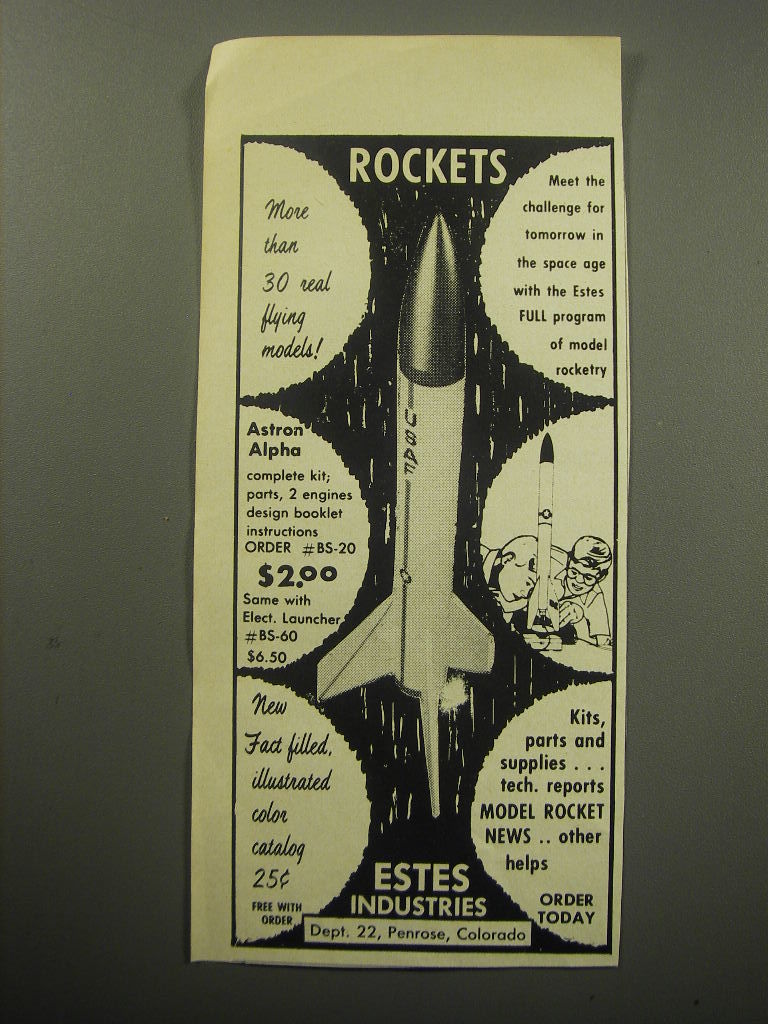 ROCKETS
More
than
30 real
flying
models!
Meet the
challenge for
tomorrow in
the space age
with the Estes
FULL program
of model
rocketry
USAF
Astron
Alpha
complete kit;
parts, 2 engines
design booklet
instructions
ORDER #BS-20
$2.00
Same with
Elect. Launcher
#BS-60
$6.50
New
Fact filled,
illustrated
color
catalog
25¢
FREE WITH
ORDER
Kits,
parts and
supplies . . .
tech. reports
MODEL ROCKET
NEWS .. other
helps
ORDER
TODAY
ESTES
INDUSTRIES
Dept. 22, Penrose, Colorado